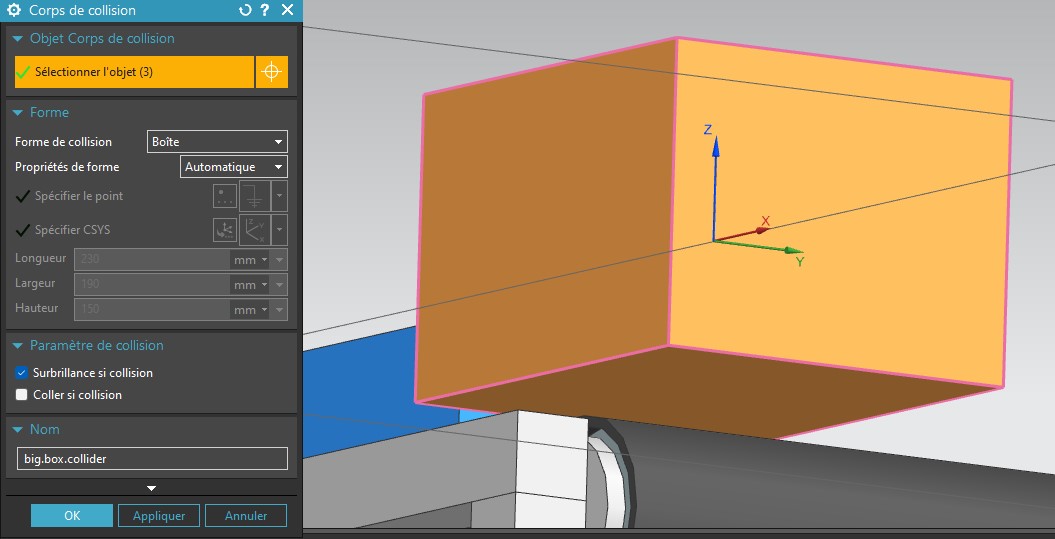 Corps de collision ?
Objet Corps de collision
Sélectionner l'objet (3)
Forme
Forme de collision Boîte
Propriétés de forme Automatique
Spécifier le point
Spécifier CSYS
Longueur 230 mm
Largeur 190 mm
Hauteur 150 mm
Paramètre de collision
Surbrillance si collision
Coller si collision
Nom
big.box.collider
OK Appliquer Annuler
Z
X
Y